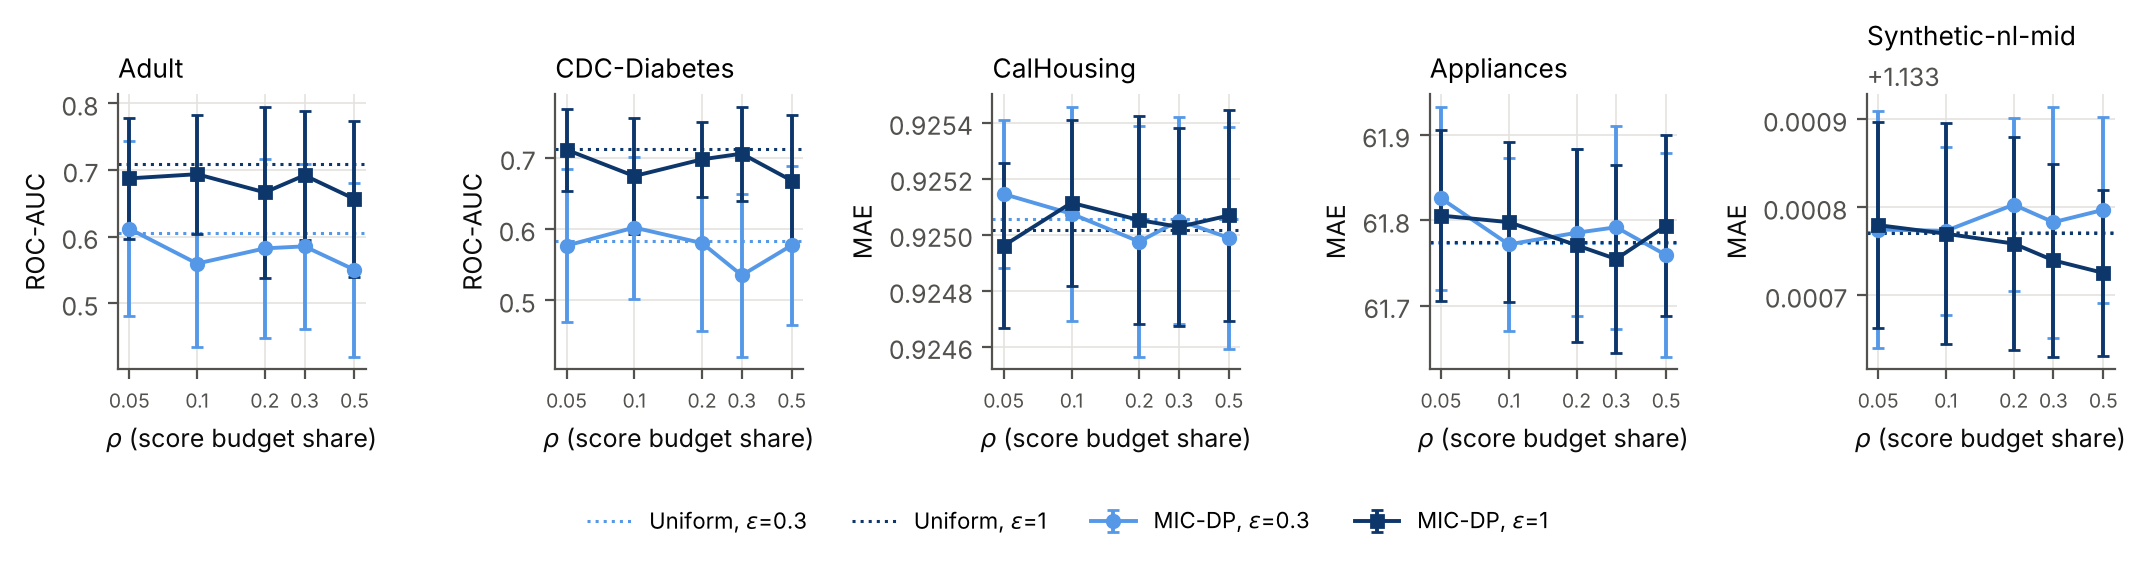 Adult
ROC-AUC
0.8
0.7
0.6
0.5
0.05 0.1 0.2 0.3 0.5
ρ (score budget share)
CDC-Diabetes
ROC-AUC
0.7
0.6
0.5
0.05 0.1 0.2 0.3 0.5
ρ (score budget share)
CalHousing
MAE
0.9254
0.9252
0.9250
0.9248
0.9246
0.05 0.1 0.2 0.3 0.5
ρ (score budget share)
Appliances
MAE
61.9
61.8
61.7
0.05 0.1 0.2 0.3 0.5
ρ (score budget share)
Synthetic-nl-mid
+1.133
MAE
0.0009
0.0008
0.0007
0.05 0.1 0.2 0.3 0.5
ρ (score budget share)
Uniform, ε=0.3 Uniform, ε=1 MIC-DP, ε=0.3 MIC-DP, ε=1